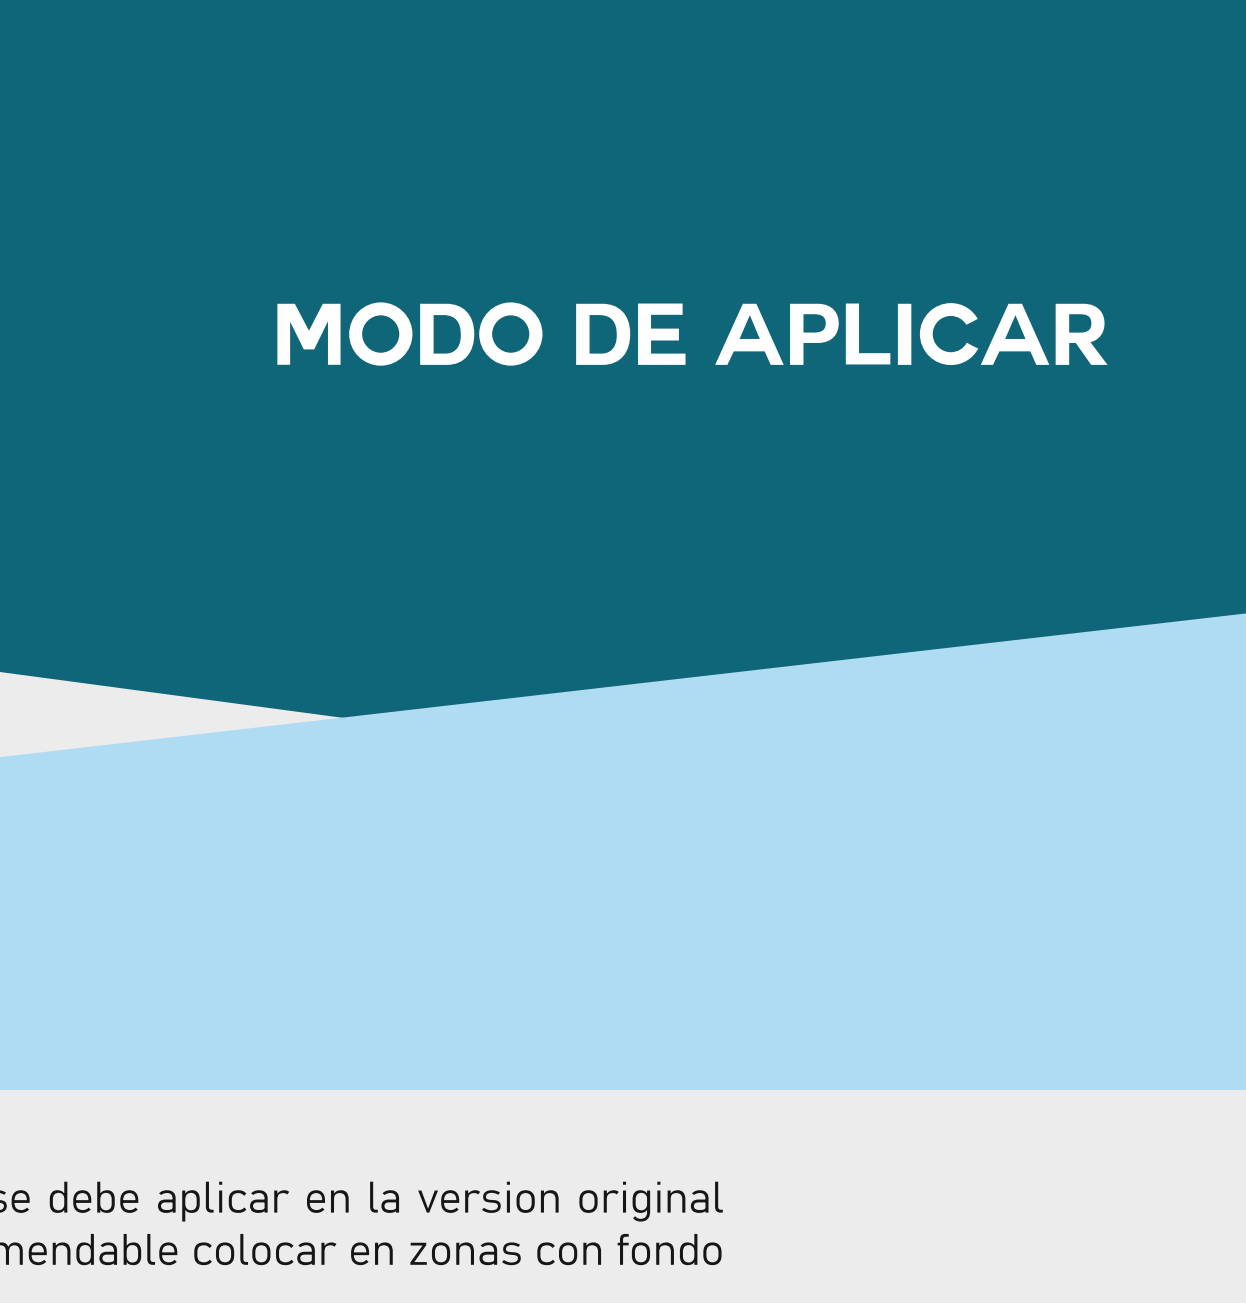 MODO DE APLICAR
se debe aplicar en la version original
mendable colocar en zonas con fondo